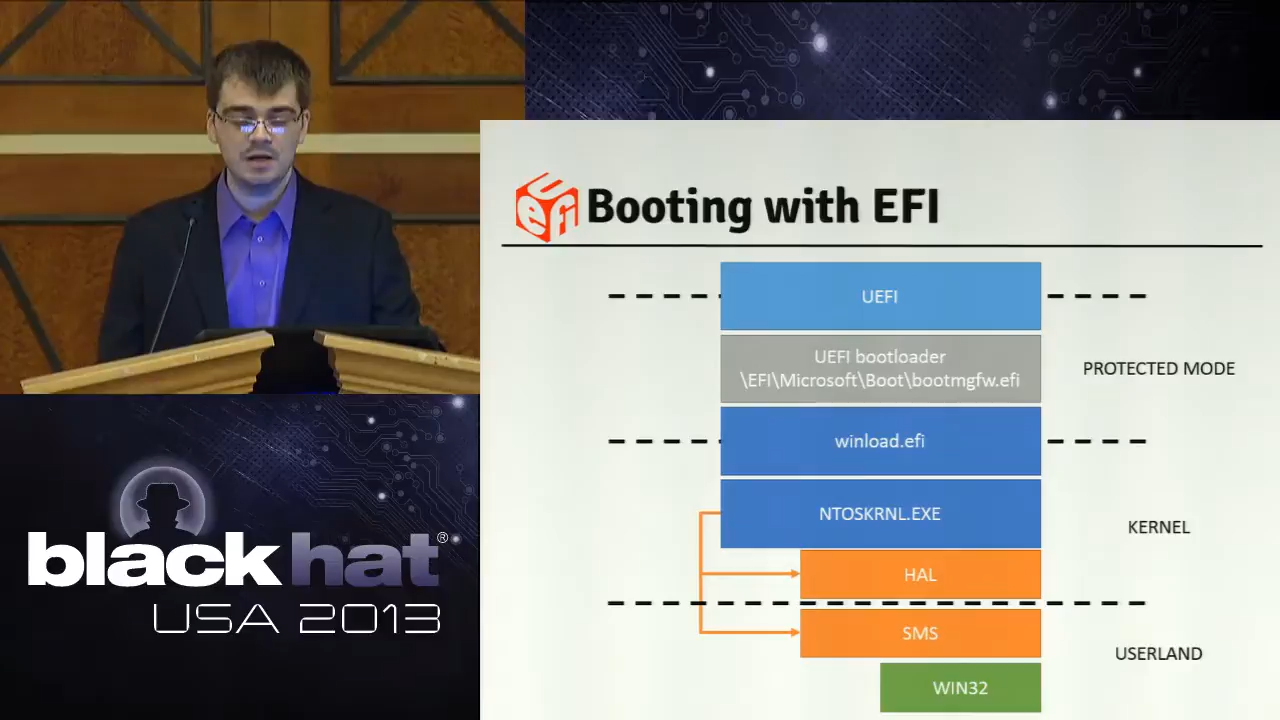 uefi Booting with EFI
UEFI
UEFI bootloader
\EFI\Microsoft\Boot\bootmgfw.efi
PROTECTED MODE
winload.efi
NTOSKRNL.EXE
KERNEL
HAL
SMS
USERLAND
WIN32
black hat®
USA 2013